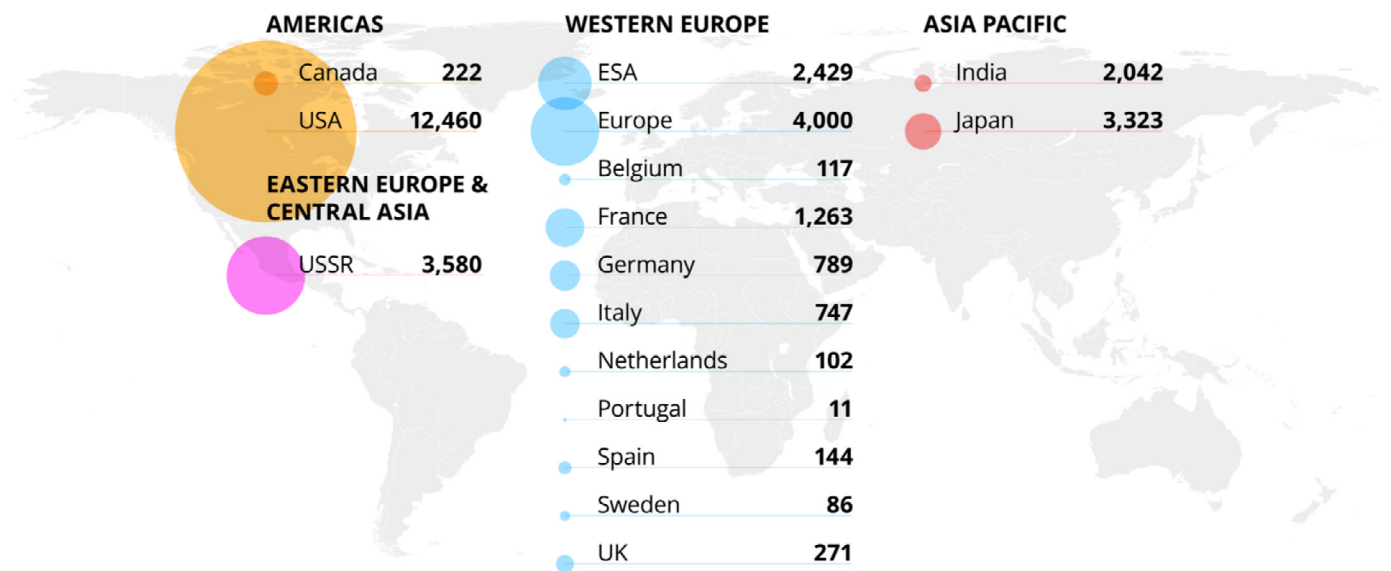 AMERICAS
Canada 222
USA 12,460
EASTERN EUROPE &
CENTRAL ASIA
USSR 3,580
WESTERN EUROPE
ESA 2,429
Europe 4,000
Belgium 117
France 1,263
Germany 789
Italy 747
Netherlands 102
Portugal 11
Spain 144
Sweden 86
UK 271
ASIA PACIFIC
India 2,042
Japan 3,323